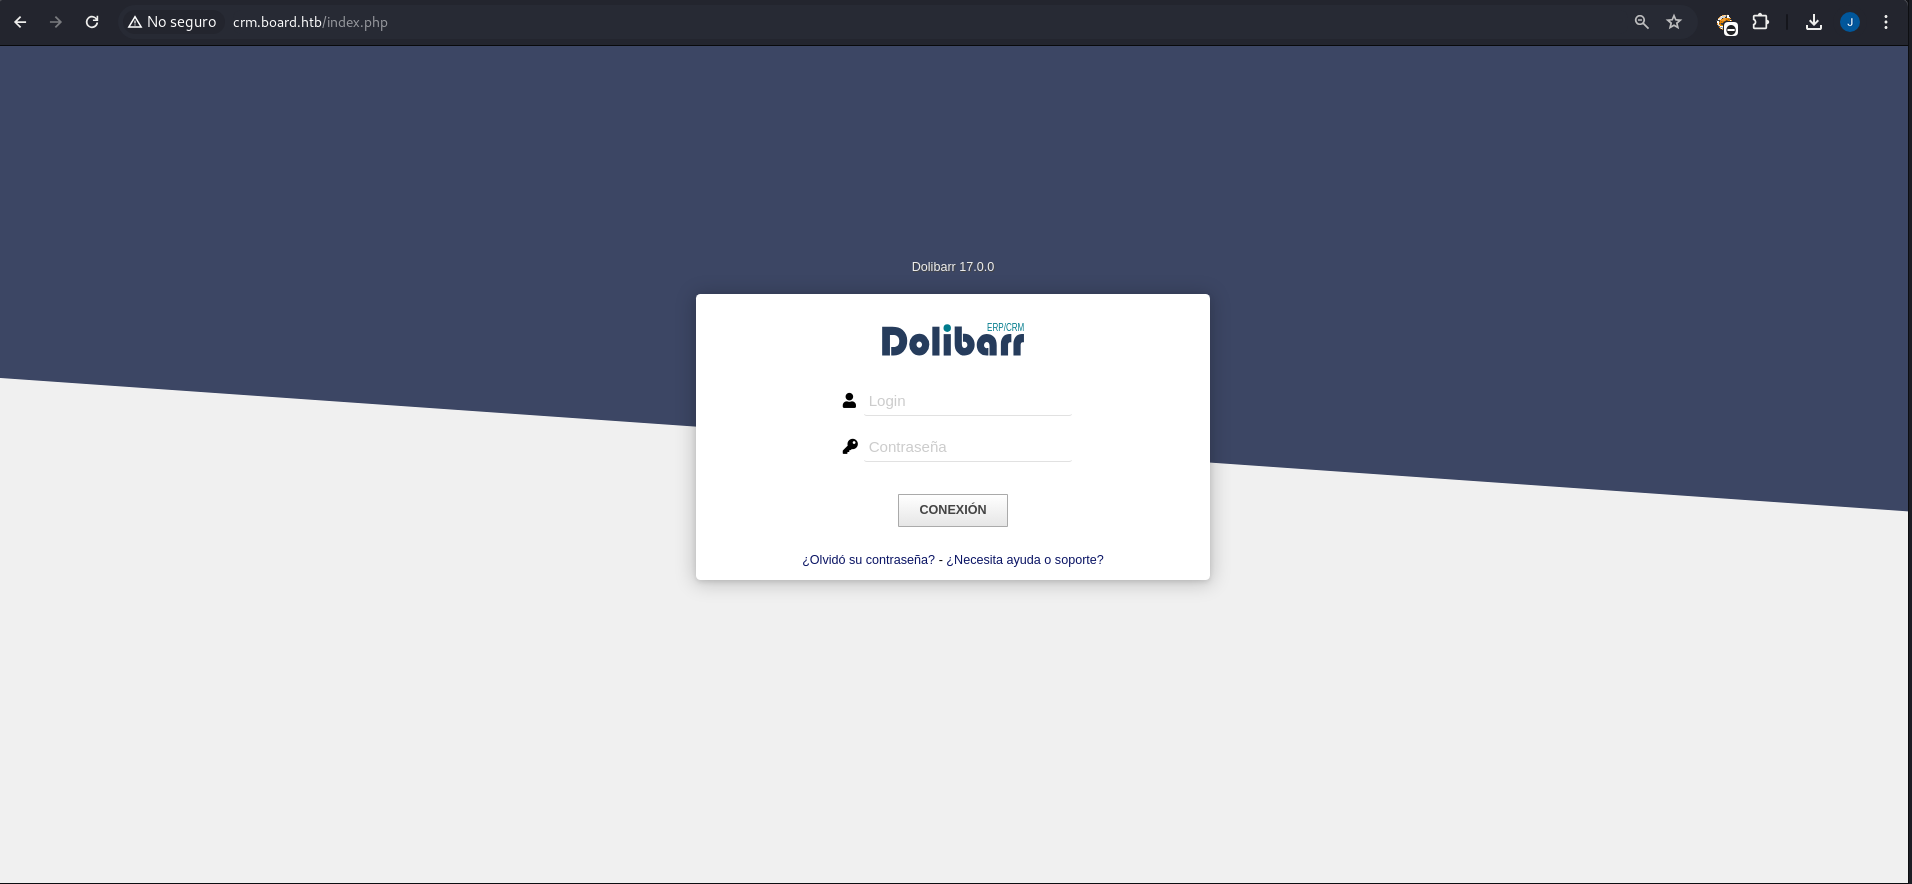 No seguro crm.board.htb/index.php
J
Dolibarr 17.0.0
Dolibarr ERP/CRM
Login
Contraseña
CONEXIÓN
¿Olvidó su contraseña? - ¿Necesita ayuda o soporte?